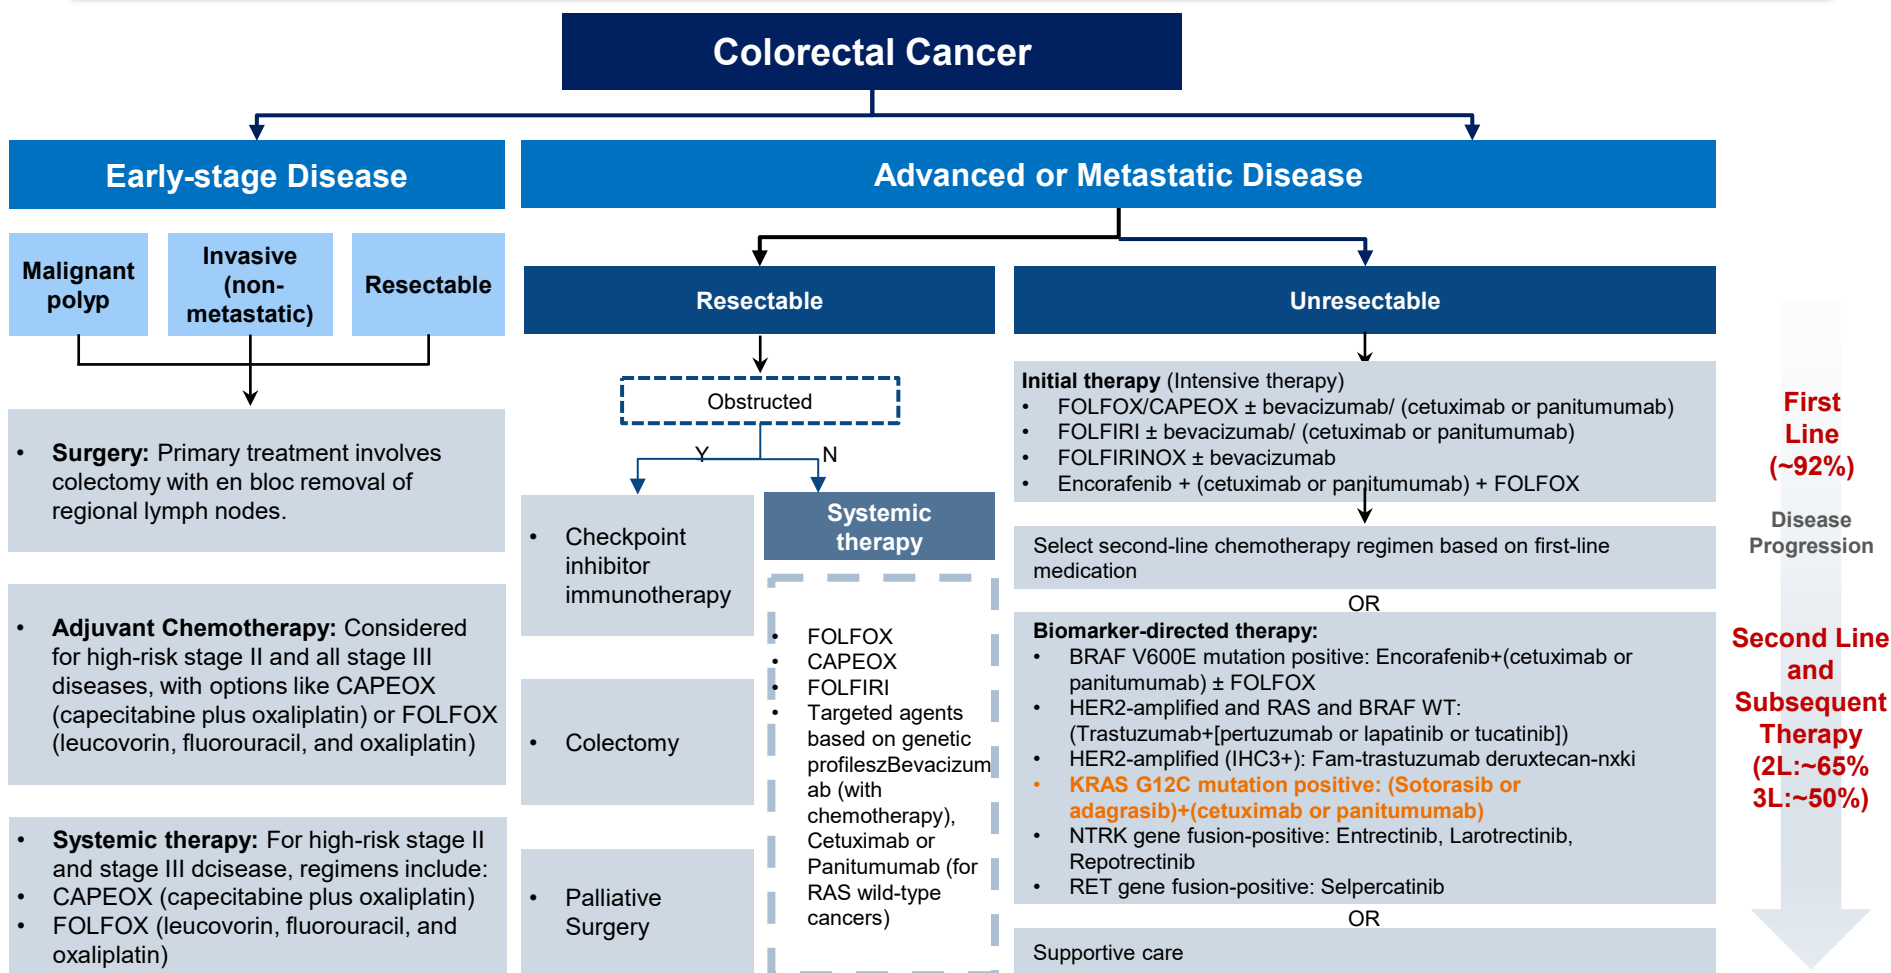 Colorectal Cancer
Early-stage Disease
Advanced or Metastatic Disease
Malignant
polyp
Invasive
(non-
metastatic)
Resectable
• Surgery: Primary treatment involves
colectomy with en bloc removal of
regional lymph nodes.
• Adjuvant Chemotherapy: Considered
for high-risk stage II and all stage III
diseases, with options like CAPEOX
(capecitabine plus oxaliplatin) or FOLFOX
(leucovorin, fluorouracil, and oxaliplatin)
• Systemic therapy: For high-risk stage II
and stage III dcisease, regimens include:
• CAPEOX (capecitabine plus oxaliplatin)
• FOLFOX (leucovorin, fluorouracil, and
oxaliplatin)
Resectable
Obstructed
Y
N
• Checkpoint
inhibitor
immunotherapy
• Colectomy
• Palliative
Surgery
Systemic
therapy
• FOLFOX
• CAPEOX
• FOLFIRI
• Targeted agents
based on genetic
profileszBevacizum
ab (with
chemotherapy),
Cetuximab or
Panitumumab (for
RAS wild-type
cancers)
Unresectable
Initial therapy (Intensive therapy)
• FOLFOX/CAPEOX ± bevacizumab/ (cetuximab or panitumumab)
• FOLFIRI ± bevacizumab/ (cetuximab or panitumumab)
• FOLFIRINOX ± bevacizumab
• Encorafenib + (cetuximab or panitumumab) + FOLFOX
Select second-line chemotherapy regimen based on first-line
medication
OR
Biomarker-directed therapy:
• BRAF V600E mutation positive: Encorafenib+(cetuximab or
panitumumab) ± FOLFOX
• HER2-amplified and RAS and BRAF WT:
(Trastuzumab+[pertuzumab or lapatinib or tucatinib])
• HER2-amplified (IHC3+): Fam-trastuzumab deruxtecan-nxki
• KRAS G12C mutation positive: (Sotorasib or
adagrasib)+(cetuximab or panitumumab)
• NTRK gene fusion-positive: Entrectinib, Larotrectinib,
Repotrectinib
• RET gene fusion-positive: Selpercatinib
OR
Supportive care
First
Line
(~92%)
Disease
Progression
Second Line
and
Subsequent
Therapy
(2L:~65%
3L:~50%)